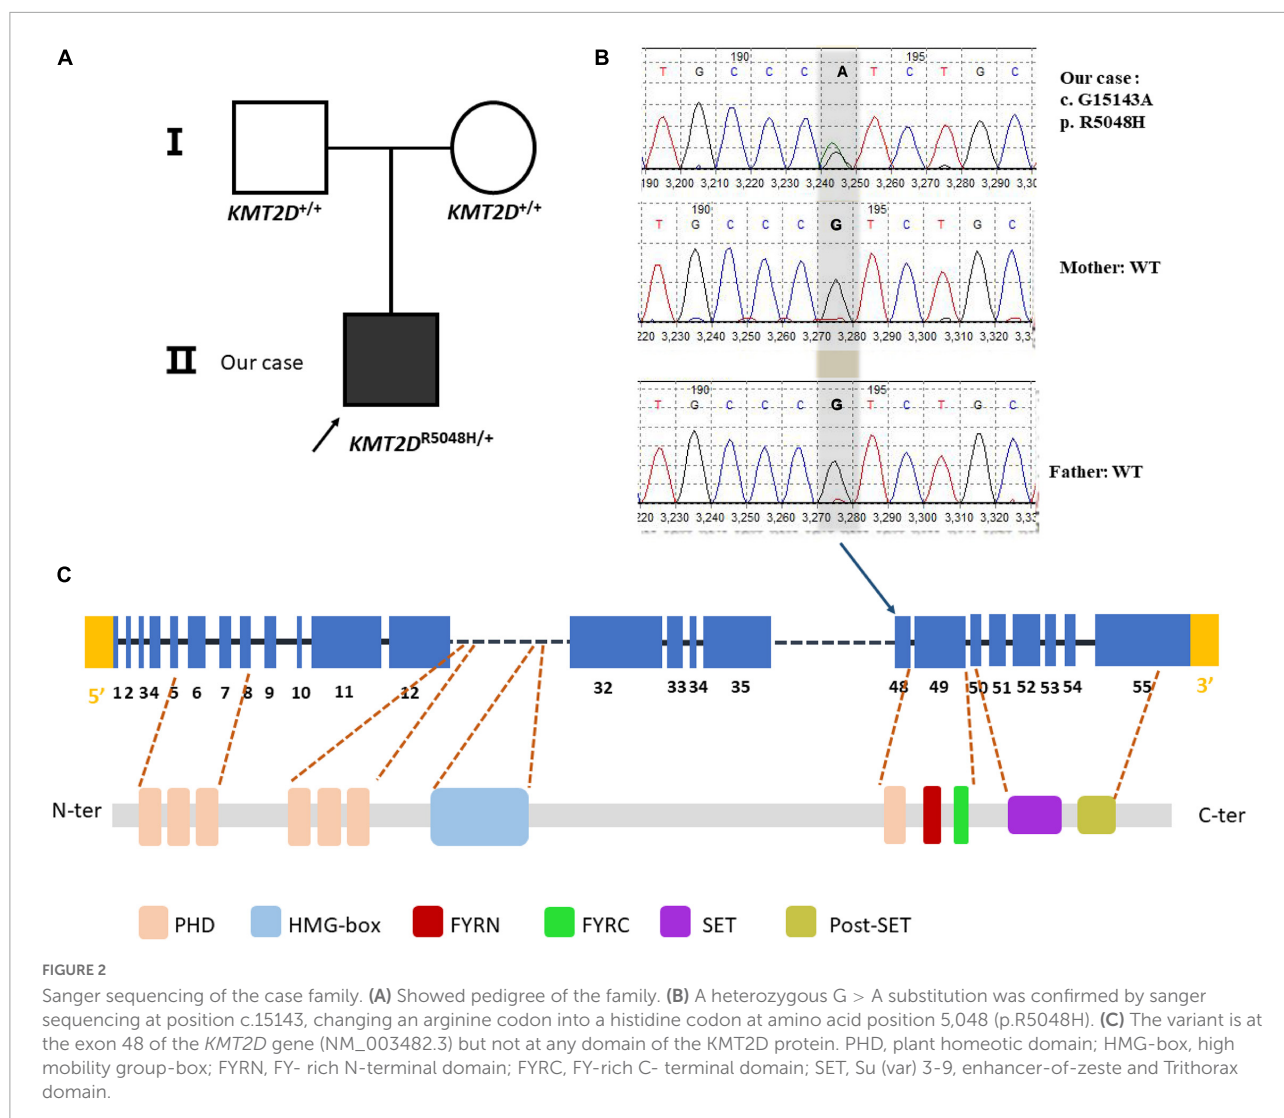 A
I
KMT2D+/+
KMT2D+/+
II
Our case
KMT2DR5048H/+
B
190 195
T G C C C A T C T G C
190 3,200 3,210 3,220 3,230 3,240 3,250 3,260 3,270 3,280 3,290 3,30
Our case :
c. G15143A
p. R5048H
190 195
T G C C C G T C T G C
220 3,230 3,240 3,250 3,260 3,270 3,280 3,290 3,300 3,310 3,320 3,33
Mother: WT
190 195
T G C C C G T C T G C
220 3,230 3,240 3,250 3,260 3,270 3,280 3,290 3,300 3,310 3,320 3,33
Father: WT
C
5’ 1 2 3 4 5 6 7 8 9 10 11 12 32 33 34 35 48 49 50 51 52 53 54 55 3’
N-ter
C-ter
PHD HMG-box FYRN FYRC SET Post-SET
FIGURE 2
Sanger sequencing of the case family. (A) Showed pedigree of the family. (B) A heterozygous G > A substitution was confirmed by sanger
sequencing at position c.15143, changing an arginine codon into a histidine codon at amino acid position 5,048 (p.R5048H). (C) The variant is at
the exon 48 of the KMT2D gene (NM_003482.3) but not at any domain of the KMT2D protein. PHD, plant homeotic domain; HMG-box, high
mobility group-box; FYRN, FY- rich N-terminal domain; FYRC, FY-rich C- terminal domain; SET, Su (var) 3-9, enhancer-of-zeste and Trithorax
domain.